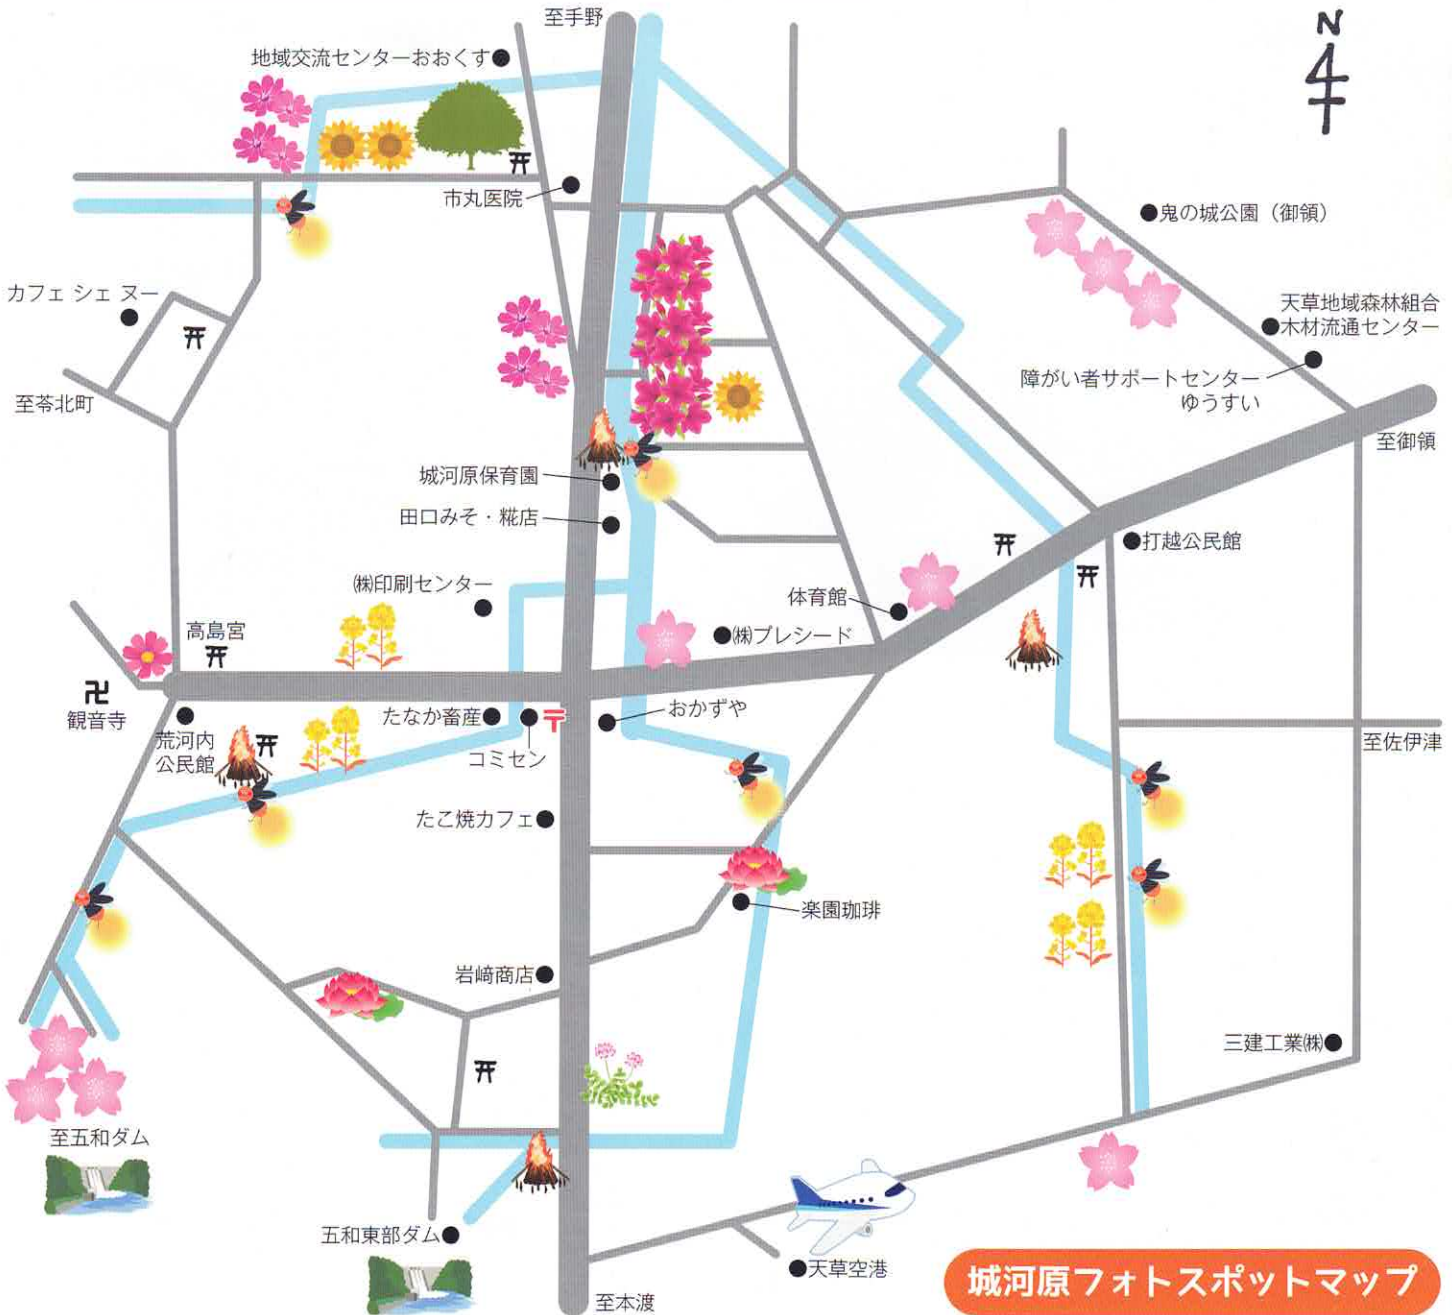 至手野
N
地域交流センターおおくす
市丸医院
鬼の城公園（御領）
カフェ シェ ヌー
天草地域森林組合
木材流通センター
障がい者サポートセンター
ゆうすい
至苓北町
至御領
城河原保育園
田口みそ・糀店
打越公民館
㈱印刷センター
体育館
高島宮
㈱プレシード
観音寺
荒河内
公民館
たなか畜産
おかずや
コミセン
至佐伊津
たこ焼カフェ
楽園珈琲
岩﨑商店
三建工業㈱
至五和ダム
五和東部ダム
天草空港
城河原フォトスポットマップ
至本渡